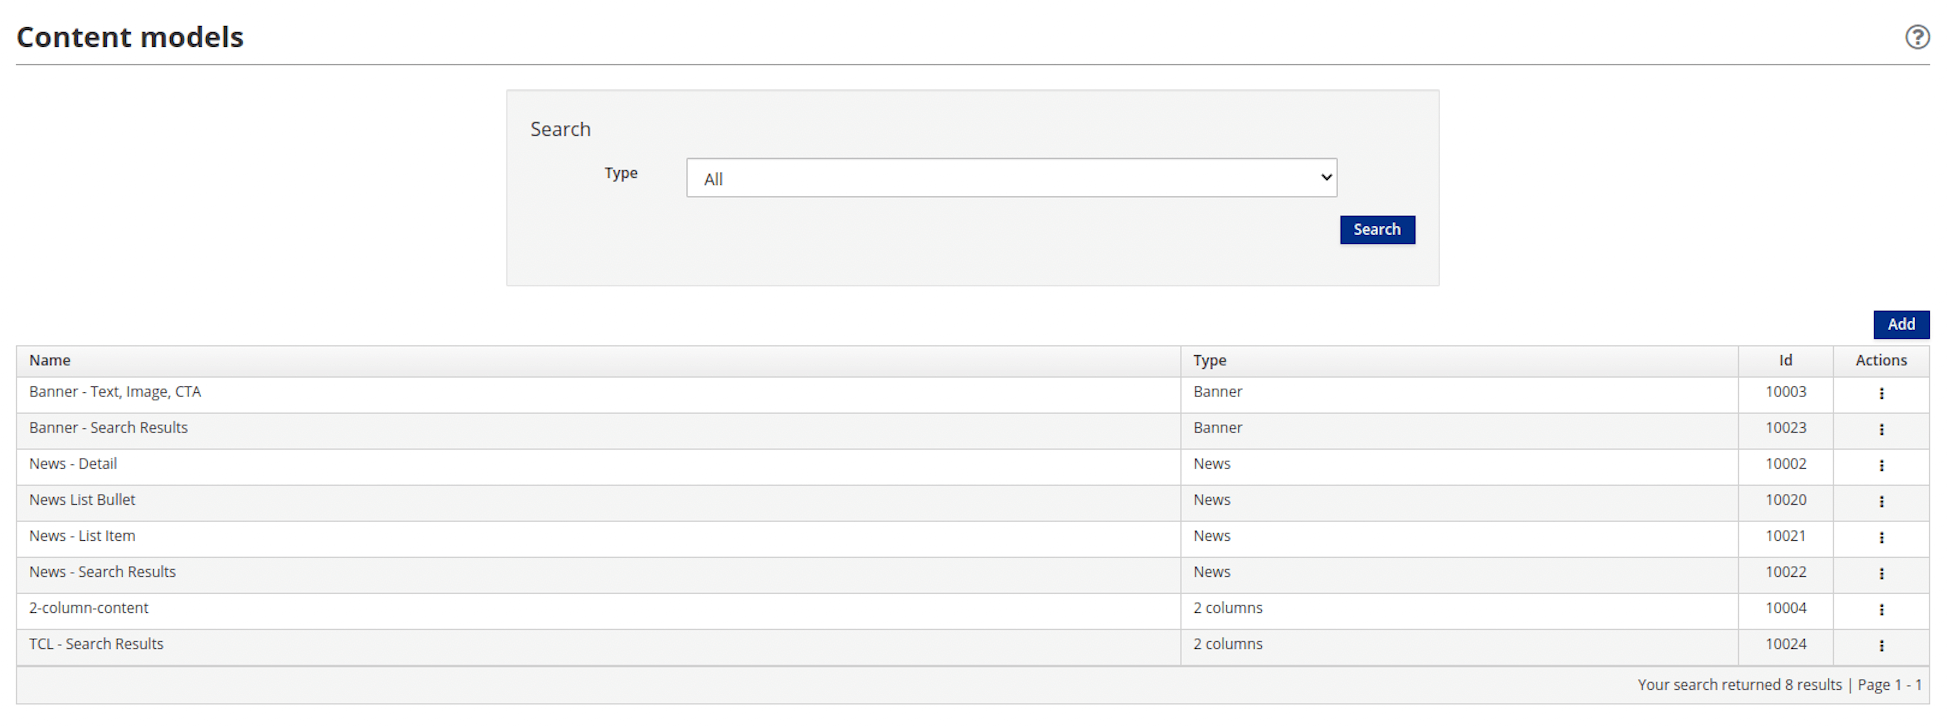 Content models
Search
Type
All
Search
Add
Name Type Id Actions
Banner - Text, Image, CTA Banner 10003
Banner - Search Results Banner 10023
News - Detail News 10002
News List Bullet News 10020
News - List Item News 10021
News - Search Results News 10022
2-column-content 2 columns 10004
TCL - Search Results 2 columns 10024
Your search returned 8 results | Page 1 - 1